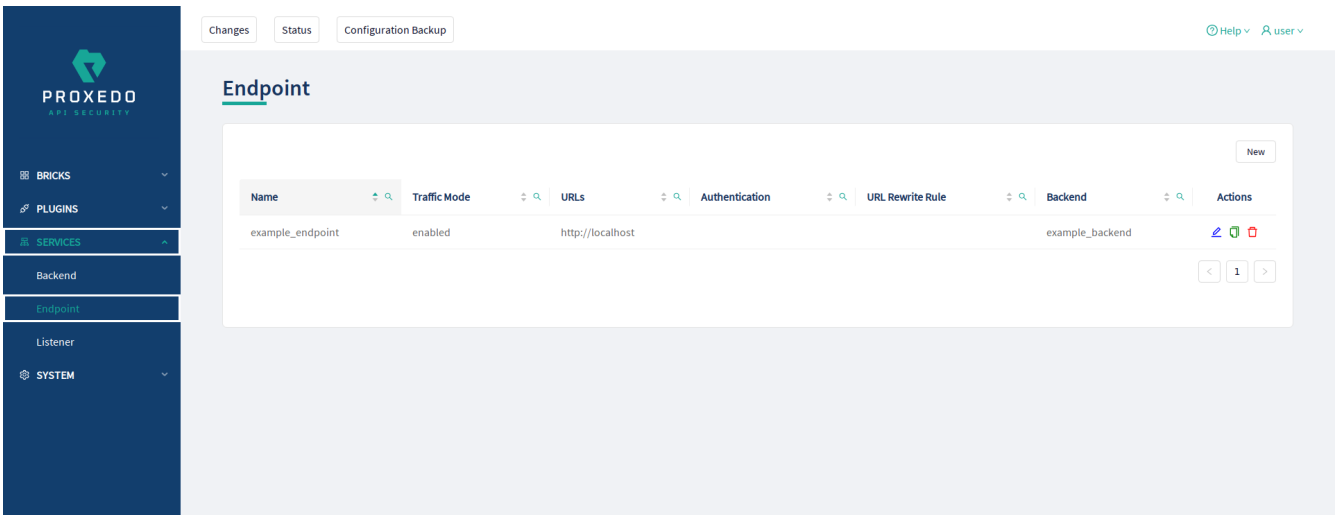 Changes Status Configuration Backup Help user
PROXEDO
API SECURITY
Endpoint
New
BRICKS
PLUGINS
SERVICES
Backend
Endpoint
Listener
SYSTEM
Name Traffic Mode URLs Authentication URL Rewrite Rule Backend Actions
example_endpoint enabled http://localhost example_backend
< 1 >